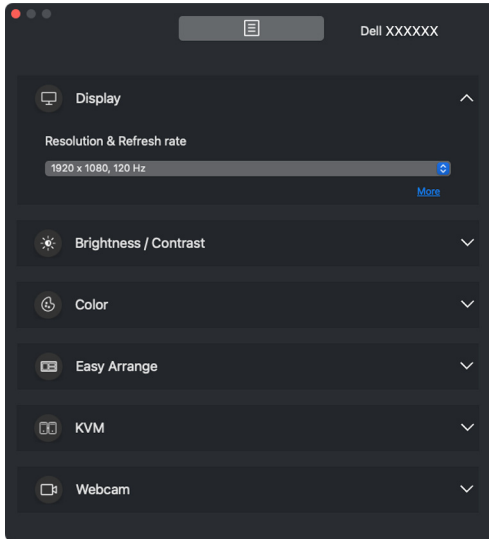 Dell XXXXXX
Display
Resolution & Refresh rate
1920 x 1080, 120 Hz
More
Brightness / Contrast
Color
Easy Arrange
KVM
Webcam